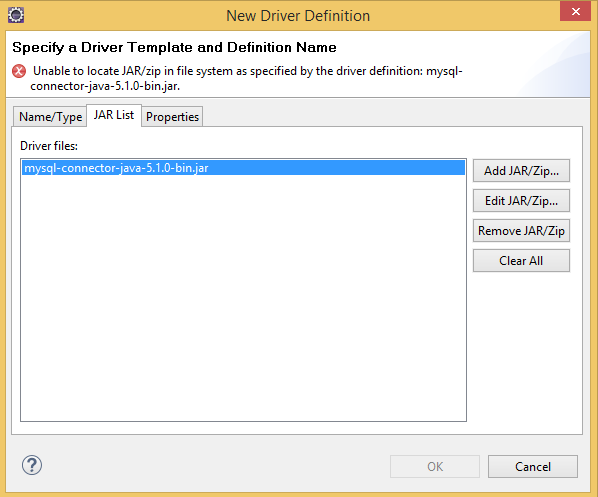 New Driver Definition
Specify a Driver Template and Definition Name
Unable to locate JAR/zip in file system as specified by the driver definition: mysql-
connector-java-5.1.0-bin.jar.
Name/Type JAR List Properties
Driver files:
mysql-connector-java-5.1.0-bin.jar
Add JAR/Zip...
Edit JAR/Zip...
Remove JAR/Zip
Clear All
OK Cancel